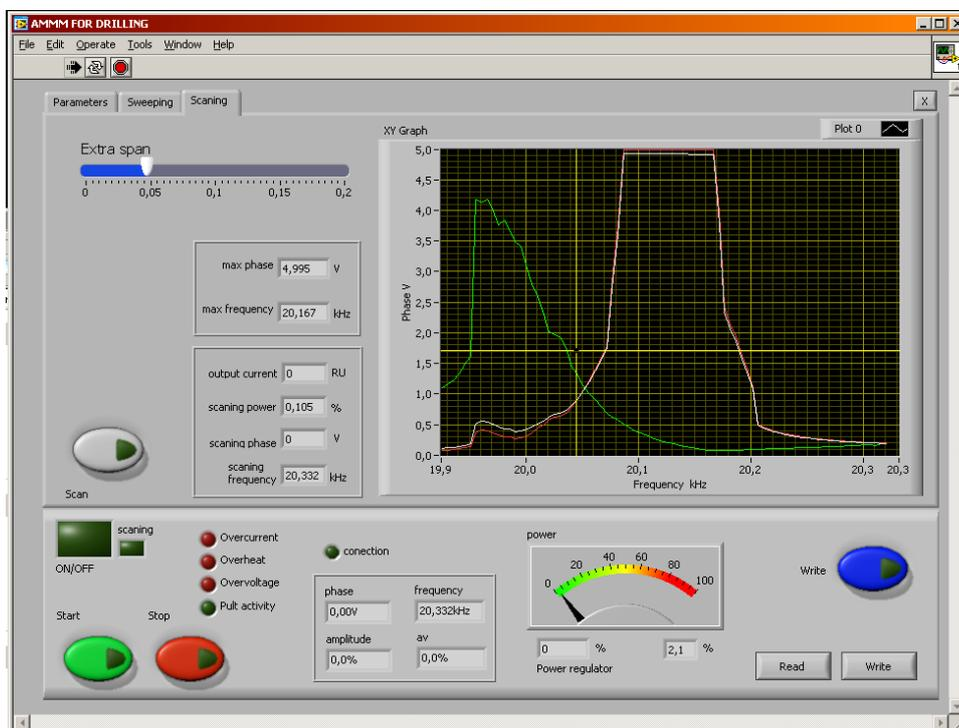 AMMM FOR DRILLING
File Edit Operate Tools Window Help
Parameters Sweeping Scaning X
XY Graph Plot 0
Extra span
0 0,05 0,1 0,15 0,2
max phase 4,995 V
max frequency 20,167 kHz
output current 0 RU
scaning power 0,105 %
scaning phase 0 V
scaning frequency 20,332 kHz
Scan
Phase V
5,0
4,5
4,0
3,5
3,0
2,5
2,0
1,5
1,0
0,5
0,0
19,9 20,0 20,1 20,2 20,3 20,3
Frequency kHz
scaning
ON/OFF
Overcurrent
Overheat
Overvoltage
Pult activity
conection
Start Stop
phase frequency
0,00V 20,332kHz
amplitude av
0,0% 0,0%
power
0 20 40 60 80 100
0 % 2,1 %
Power regulator
Write
Read Write